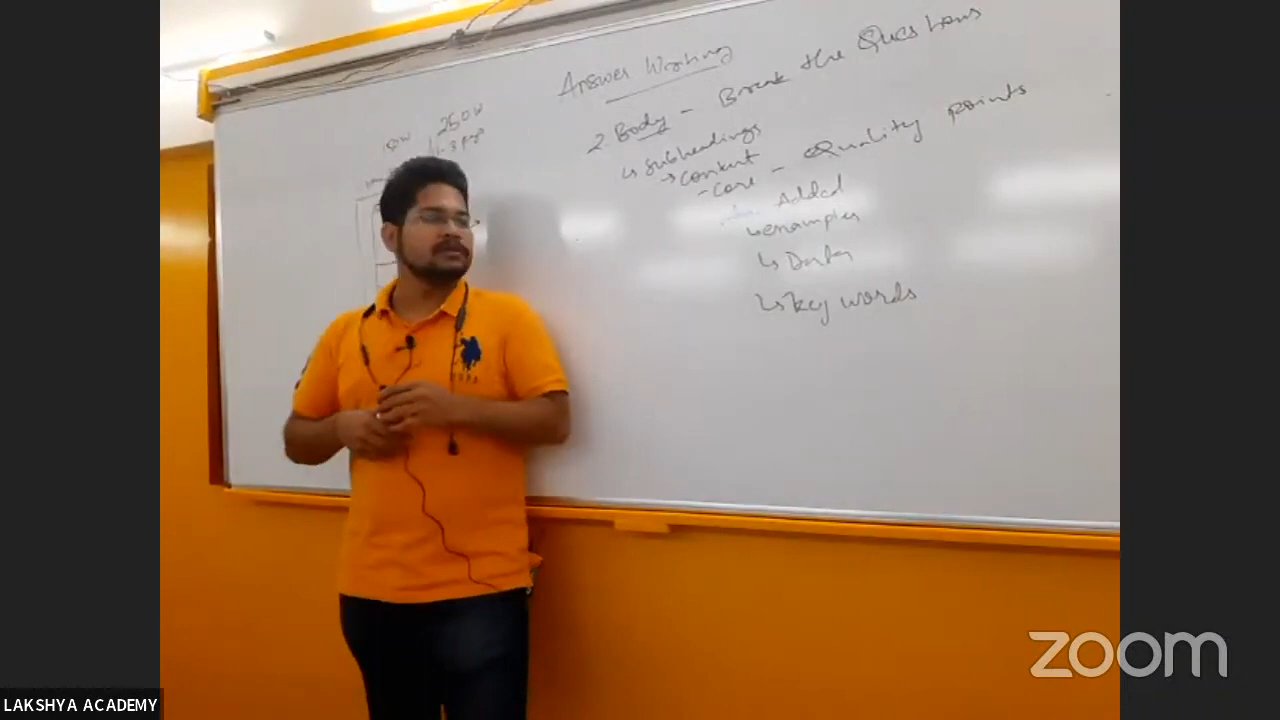 Answer Writing
2. Body - Break the Questions
↳ Subheadings
→ Content
- Core - Quality points
Added
↳ examples
↳ Data
↳ key words
250 W
zoom
LAKSHYA ACADEMY